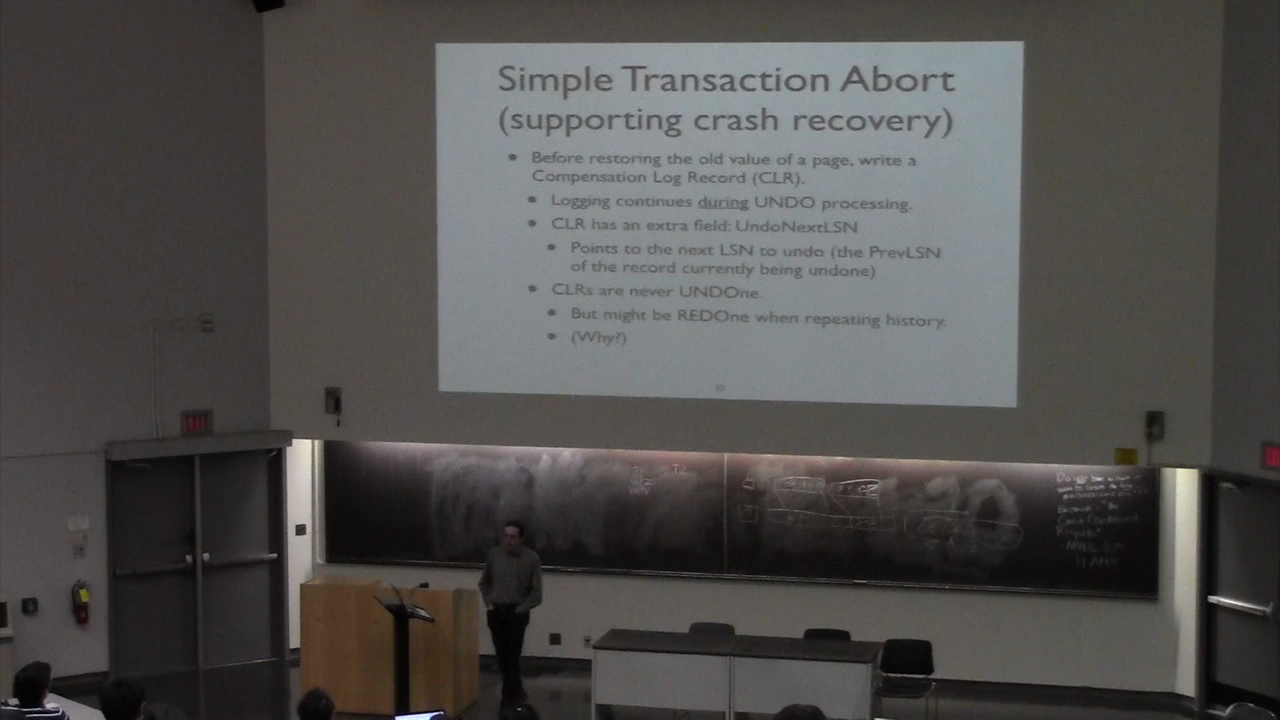 Simple Transaction Abort
(supporting crash recovery)
• Before restoring the old value of a page, write a
Compensation Log Record (CLR).
• Logging continues during UNDO processing.
• CLR has an extra field: UndoNextLSN
• Points to the next LSN to undo (the PrevLSN
of the record currently being undone)
• CLRs are never UNDOne.
• But might be REDOne when repeating history.
• (Why?)
T2